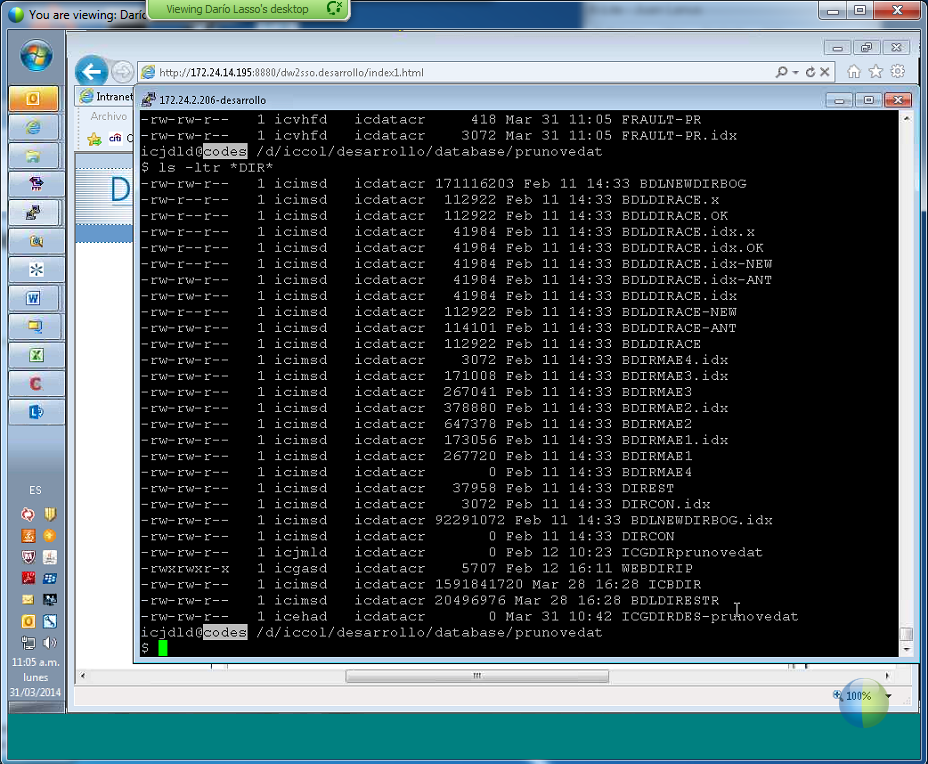 You are viewing: Darío
Viewing Darío Lasso's desktop
http://172.24.14.195:8880/dw2sso.desarrollo/index1.html
Intranet
Archivo
citi
D
172.24.2.206-desarrollo
-rw-rw-r-- 1 icvhfd icdatacr 418 Mar 31 11:05 FRAULT-PR
-rw-rw-r-- 1 icvhfd icdatacr 3072 Mar 31 11:05 FRAULT-PR.idx
icjdld@codes /d/iccol/desarrollo/database/prunovedat
$ ls -ltr *DIR*
-rw-rw-r-- 1 icimsd icdatacr 171116203 Feb 11 14:33 BDLNEWDIRBOG
-rw-rw-r-- 1 icimsd icdatacr 112922 Feb 11 14:33 BDLDIRACE.x
-rw-rw-r-- 1 icimsd icdatacr 112922 Feb 11 14:33 BDLDIRACE.OK
-rw-rw-r-- 1 icimsd icdatacr 41984 Feb 11 14:33 BDLDIRACE.idx.x
-rw-rw-r-- 1 icimsd icdatacr 41984 Feb 11 14:33 BDLDIRACE.idx.OK
-rw-r--r-- 1 icimsd icdatacr 41984 Feb 11 14:33 BDLDIRACE.idx-NEW
-rw-rw-r-- 1 icimsd icdatacr 41984 Feb 11 14:33 BDLDIRACE.idx-ANT
-rw-rw-r-- 1 icimsd icdatacr 41984 Feb 11 14:33 BDLDIRACE.idx
-rw-r--r-- 1 icimsd icdatacr 112922 Feb 11 14:33 BDLDIRACE-NEW
-rw-rw-r-- 1 icimsd icdatacr 114101 Feb 11 14:33 BDLDIRACE-ANT
-rw-rw-r-- 1 icimsd icdatacr 112922 Feb 11 14:33 BDLDIRACE
-rw-rw-r-- 1 icimsd icdatacr 3072 Feb 11 14:33 BDIRMAE4.idx
-rw-rw-r-- 1 icimsd icdatacr 171008 Feb 11 14:33 BDIRMAE3.idx
-rw-rw-r-- 1 icimsd icdatacr 267041 Feb 11 14:33 BDIRMAE3
-rw-rw-r-- 1 icimsd icdatacr 378880 Feb 11 14:33 BDIRMAE2.idx
-rw-rw-r-- 1 icimsd icdatacr 647378 Feb 11 14:33 BDIRMAE2
-rw-rw-r-- 1 icimsd icdatacr 173056 Feb 11 14:33 BDIRMAE1.idx
-rw-rw-r-- 1 icimsd icdatacr 267720 Feb 11 14:33 BDIRMAE1
-rw-rw-r-- 1 icimsd icdatacr 0 Feb 11 14:33 BDIRMAE4
-rw-rw-r-- 1 icimsd icdatacr 37958 Feb 11 14:33 DIREST
-rw-rw-r-- 1 icimsd icdatacr 3072 Feb 11 14:33 DIRCON.idx
-rw-rw-r-- 1 icimsd icdatacr 92291072 Feb 11 14:33 BDLNEWDIRBOG.idx
-rw-rw-r-- 1 icimsd icdatacr 0 Feb 11 14:33 DIRCON
-rw-rw-r-- 1 icjmld icdatacr 0 Feb 12 10:23 ICGDIRprunovedat
-rwxrwxr-x 1 icgasd icdatacr 5707 Feb 12 16:11 WEBDIRIP
-rw-rw-r-- 1 icimsd icdatacr 1591841720 Mar 28 16:28 ICBDIR
-rw-rw-r-- 1 icimsd icdatacr 20496976 Mar 28 16:28 BDLDIRESTR
-rw-rw-r-- 1 icehad icdatacr 0 Mar 31 10:42 ICGDIRDES-prunovedat
icjdld@codes /d/iccol/desarrollo/database/prunovedat
$
ES
11:05 a.m.
lunes
31/03/2014
100%